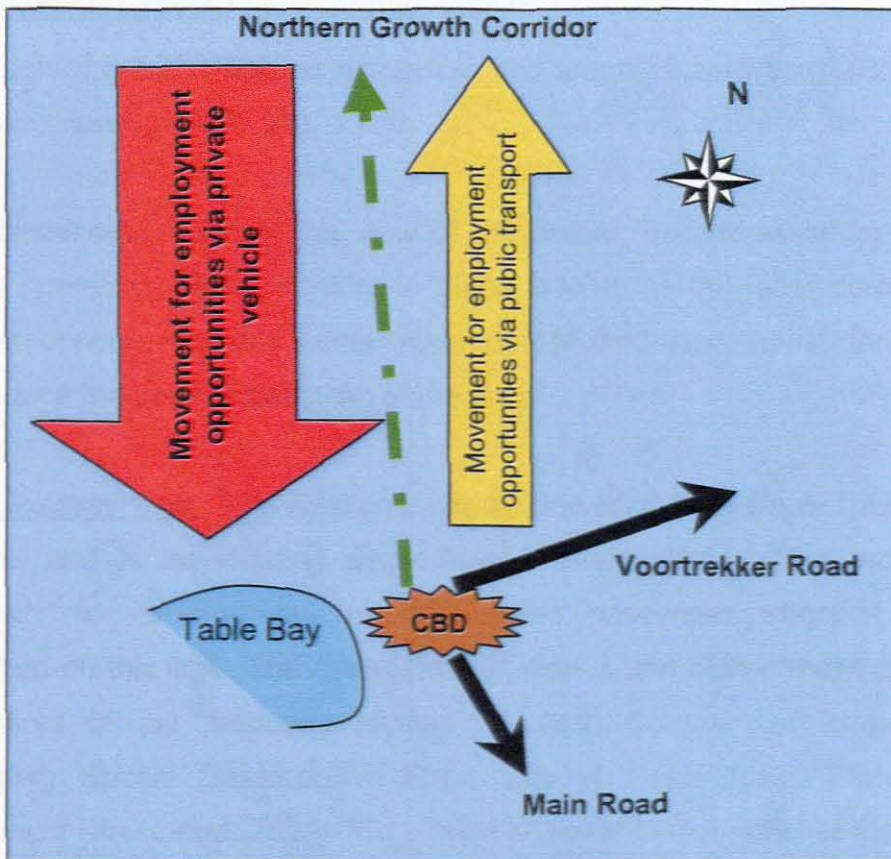 Northern Growth Corridor
N
Movement for employment
opportunities via private
vehicle
Movement for employment
opportunities via public transport
Voortrekker Road
Table Bay
CBD
Main Road